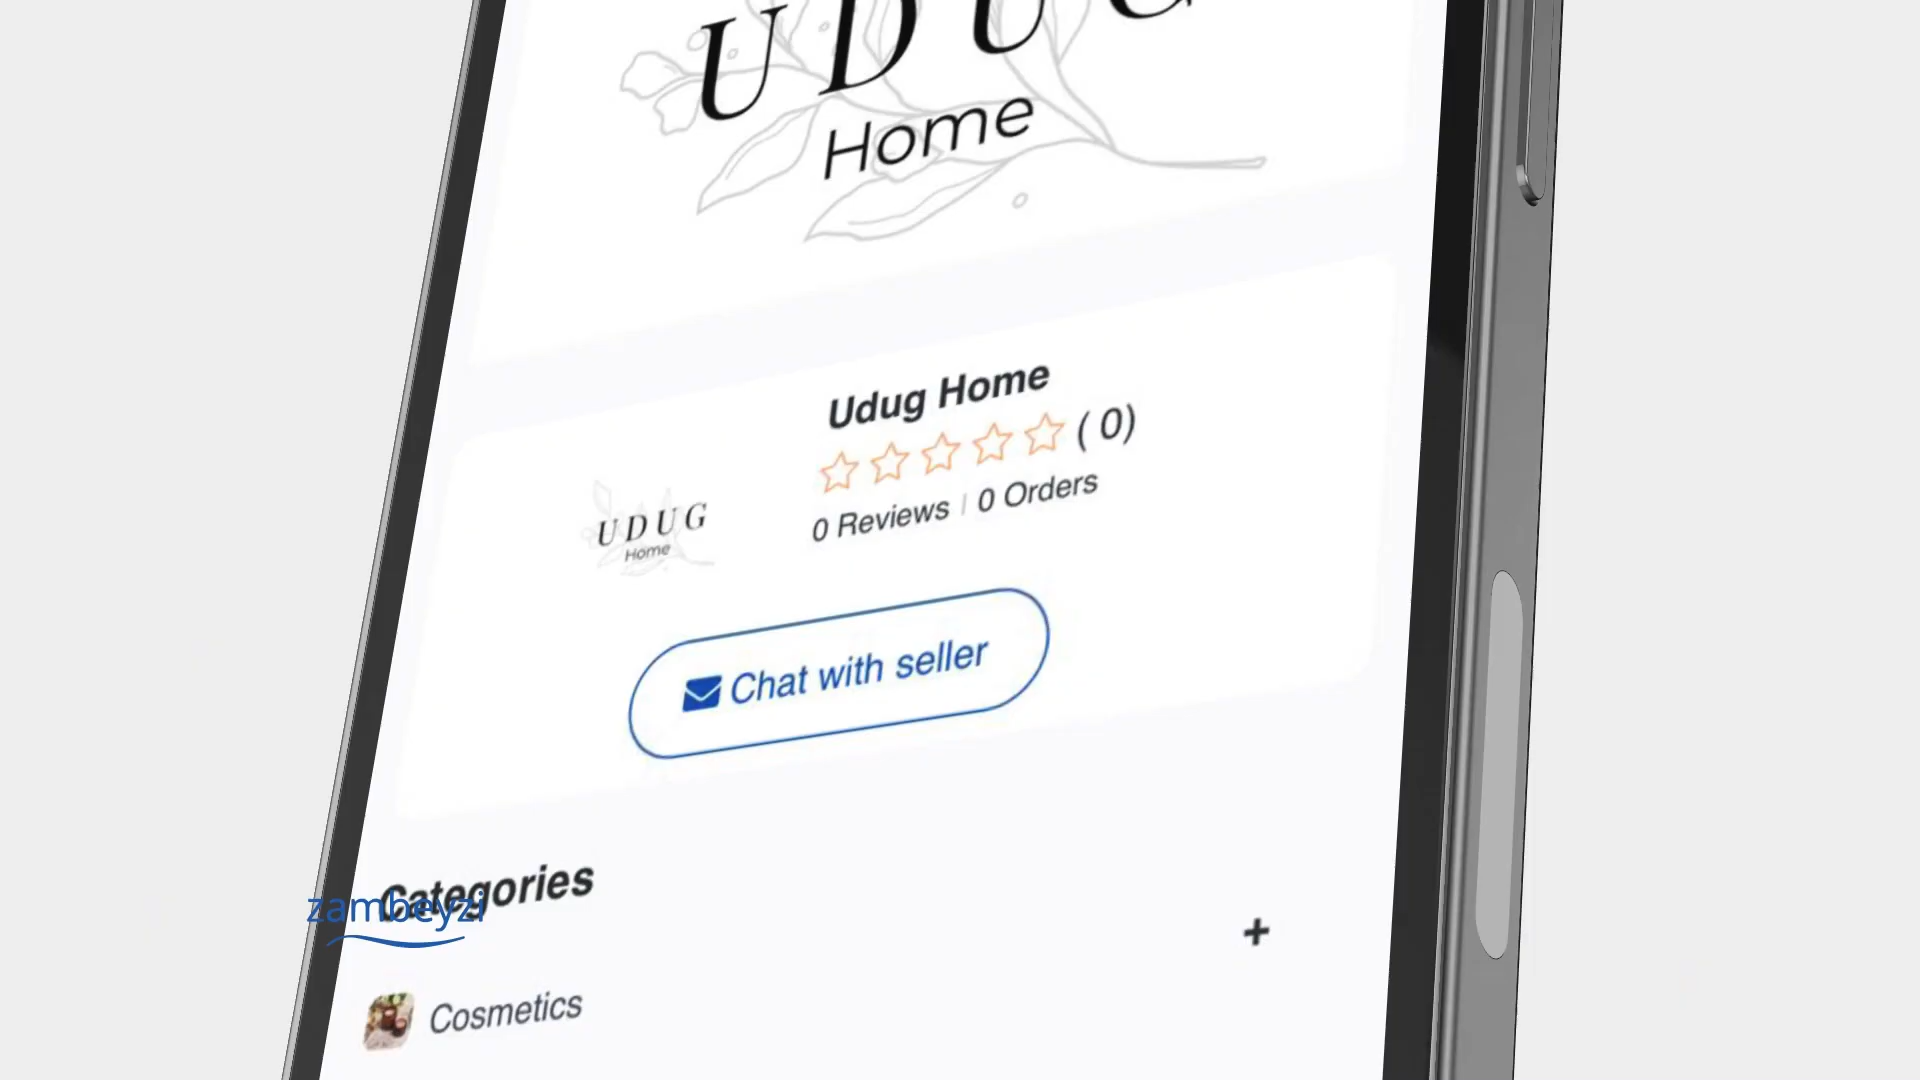 UDUG
Home
Udug Home
( 0)
0 Reviews | 0 Orders
UDUG
Home
Chat with seller
Categories
zambeyzi
+
Cosmetics